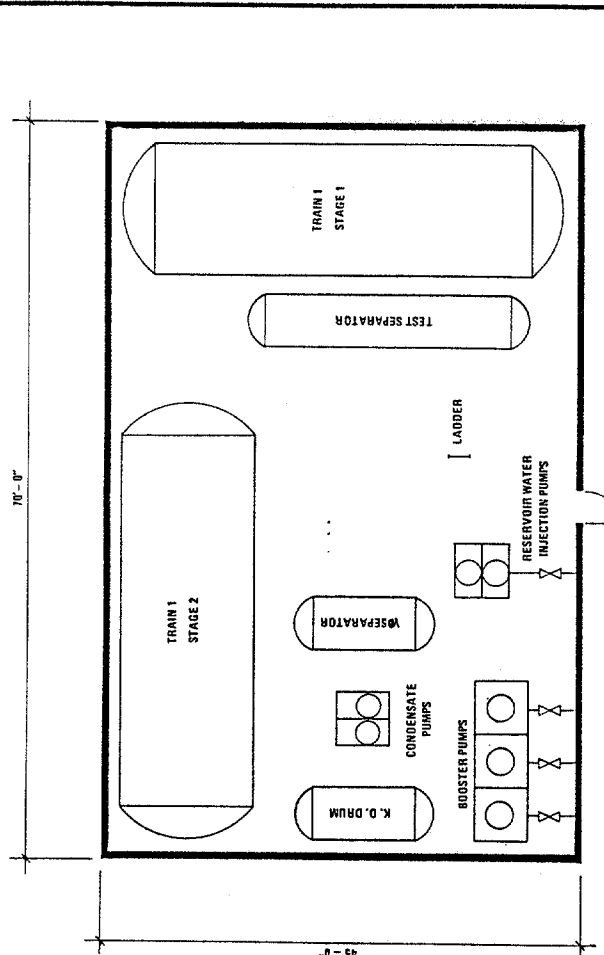 70'-0"
TRAIN 1
STAGE 1
TEST SEPARATOR
LADDER
RESERVOIR WATER
INJECTION PUMPS
TRAIN 1
STAGE 2
SEPARATOR
CONDENSATE
PUMPS
BOOSTER PUMPS
K. D. DRUM
45'-0"